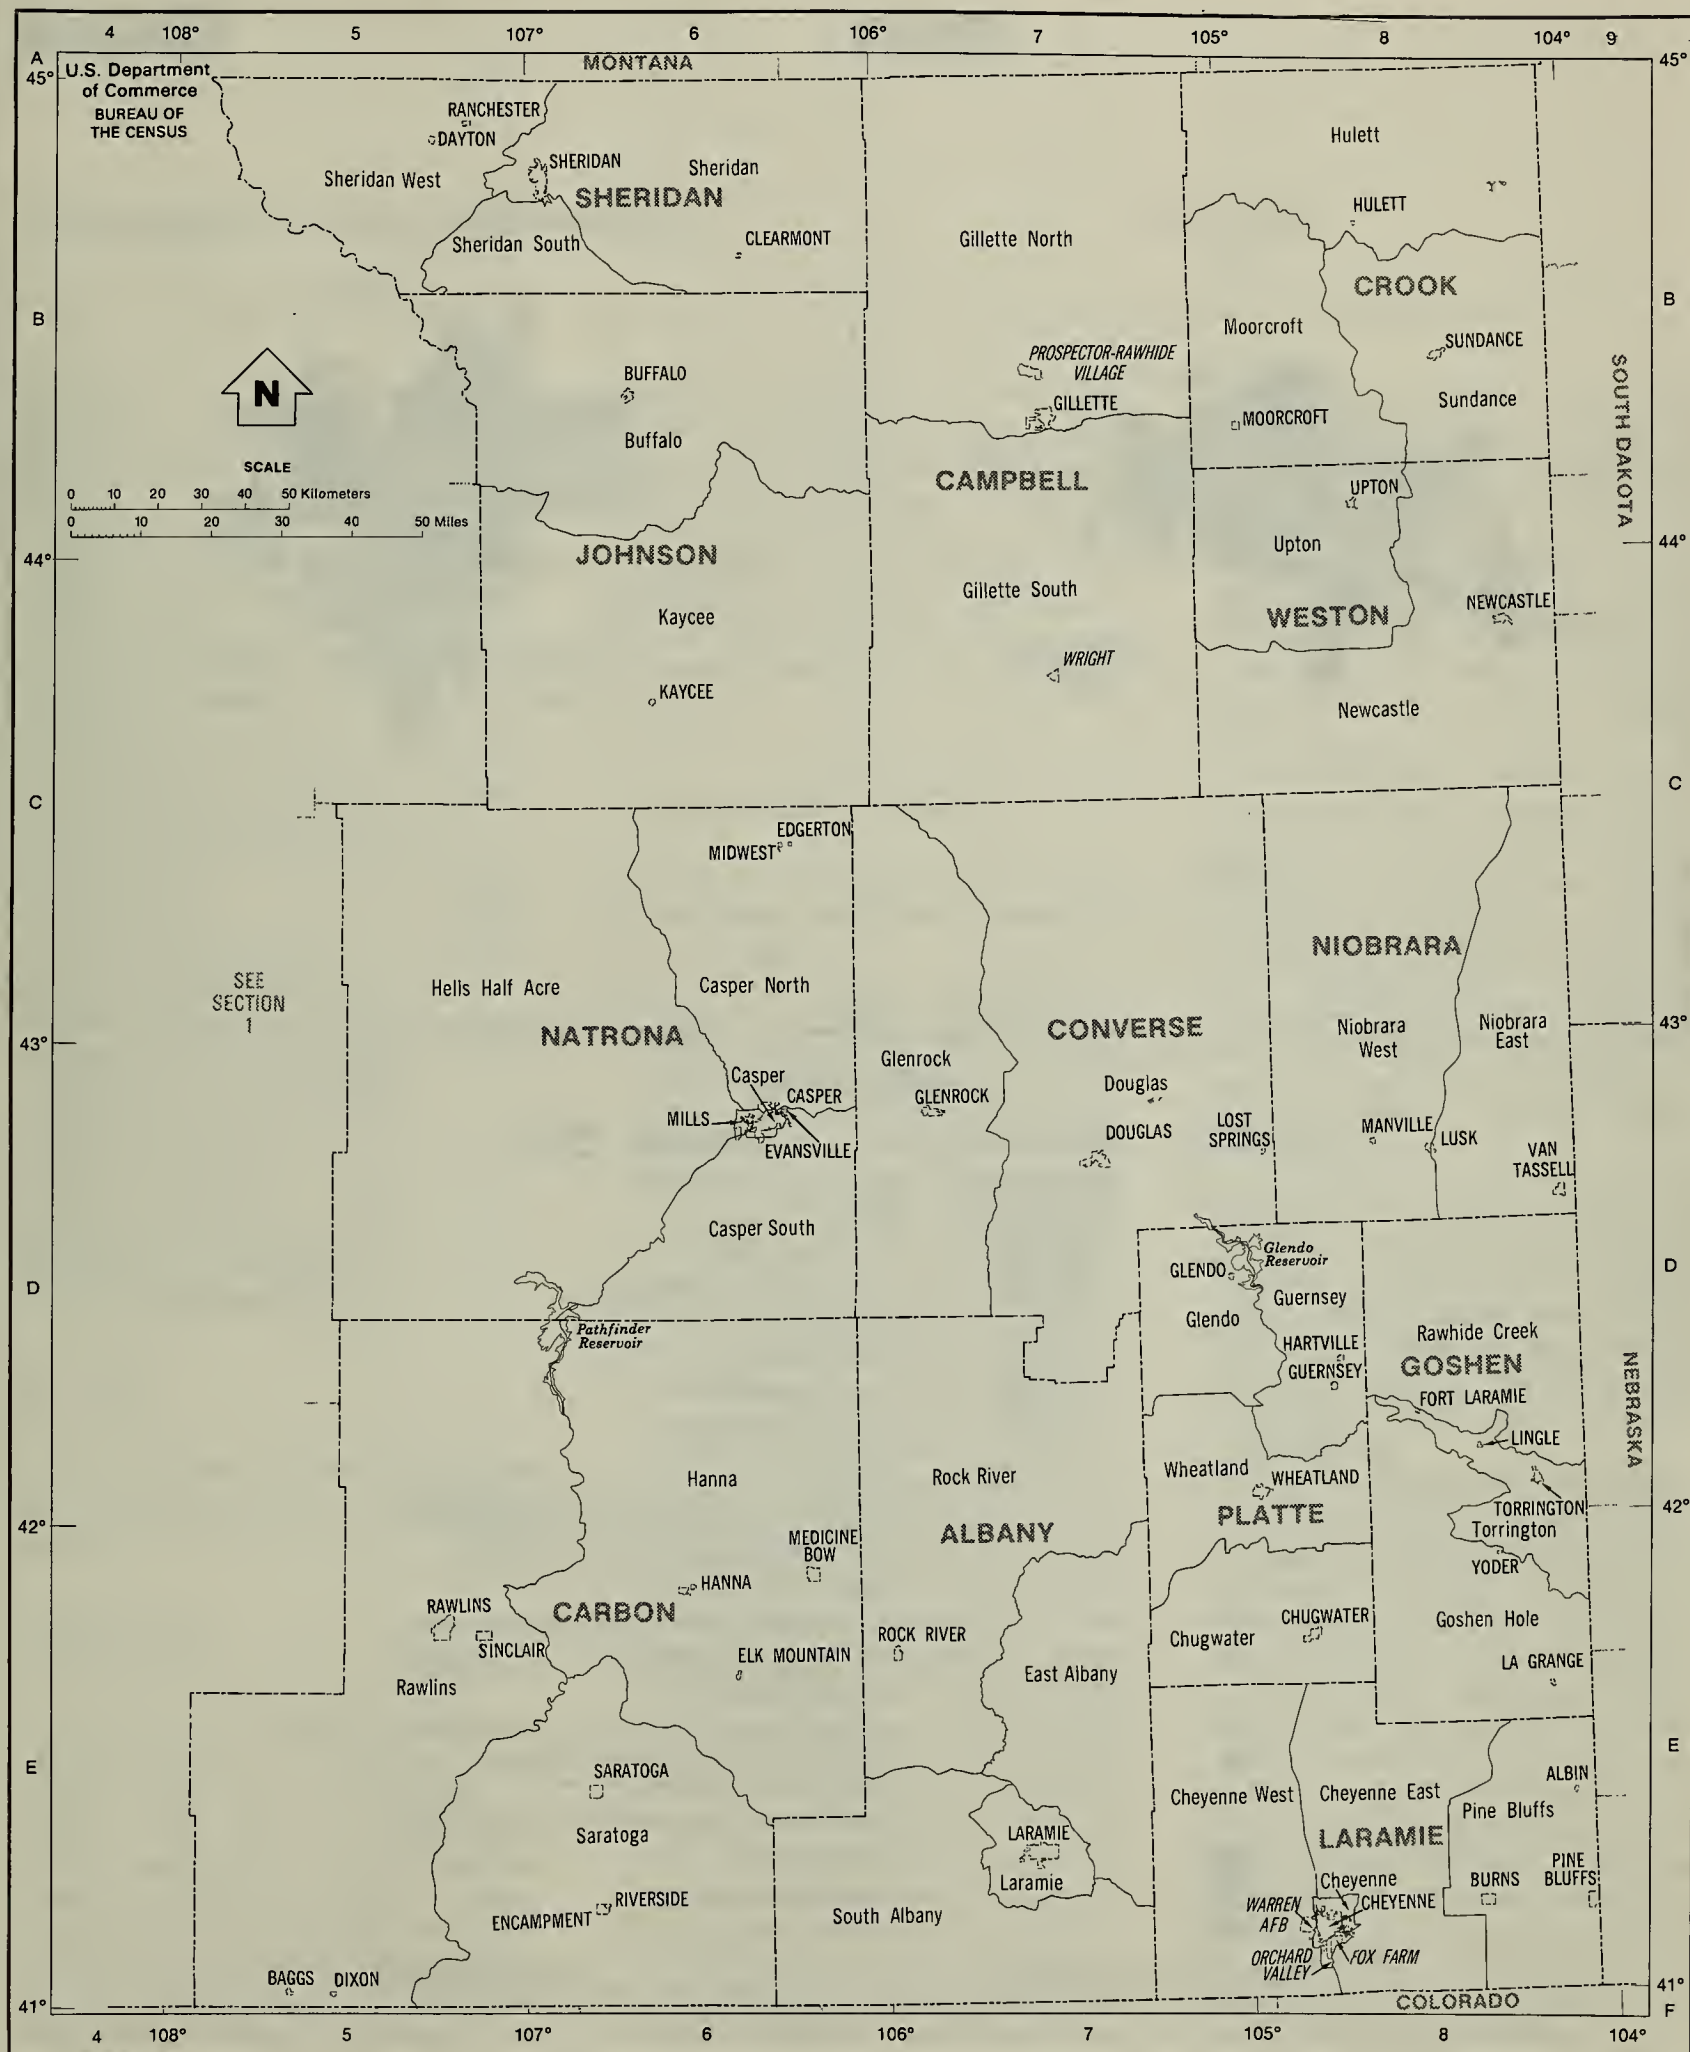 4 108° 5 107° 6 106° 7 105° 8 104° 9
A
MONTANA
45°
45°
U.S. Department
of Commerce
BUREAU OF
THE CENSUS
RANCHESTER
DAYTON
SHERIDAN
Sheridan
Sheridan West
SHERIDAN
Sheridan South
CLEARMONT
Gillette North
Hulett
HULETT
CROOK
B
B
Moorcroft
SUNDANCE
PROSPECTOR-RAWHIDE
VILLAGE
GILLETTE
MOORCROFT
Sundance
SOUTH DAKOTA
N
BUFFALO
Buffalo
SCALE
0 10 20 30 40 50 Kilometers
0 10 20 30 40 50 Miles
CAMPBELL
UPTON
Upton
44°
44°
JOHNSON
Kaycee
Gillette South
WESTON
NEWCASTLE
WRIGHT
KAYCEE
Newcastle
C
C
EDGERTON
MIDWEST
NIOBRARA
SEE
SECTION
1
Hells Half Acre
Casper North
NATRONA
CONVERSE
Niobrara
West
Niobrara
East
43°
43°
Glenrock
Casper
CASPER
GLENROCK
Douglas
MILLS
EVANSVILLE
DOUGLAS
LOST
SPRINGS
MANVILLE
LUSK
VAN
TASSELL
Casper South
D
D
Glendo
Reservoir
GLENDO
Glendo
Guernsey
Pathfinder
Reservoir
HARTVILLE
GUERNSEY
Rawhide Creek
GOSHEN
NEBRASKA
FORT LARAMIE
LINGLE
Hanna
Rock River
Wheatland
WHEATLAND
PLATTE
TORRINGTON
Torrington
YODER
42°
42°
ALBANY
MEDICINE
BOW
HANNA
CARBON
RAWLINS
SINCLAIR
Rawlins
ELK MOUNTAIN
ROCK RIVER
East Albany
Chugwater
CHUGWATER
Goshen Hole
LA GRANGE
E
E
SARATOGA
Saratoga
Cheyenne West
Cheyenne East
ALBIN
Pine Bluffs
LARAMIE
LARAMIE
Laramie
ENCAMPMENT
RIVERSIDE
South Albany
Cheyenne
CHEYENNE
WARREN
AFB
BURNS
PINE
BLUFFS
ORCHARD
VALLEY
FOX FARM
BAGGS
DIXON
41°
41°
COLORADO
F
4 108° 5 107° 6 106° 7 105° 8 104°